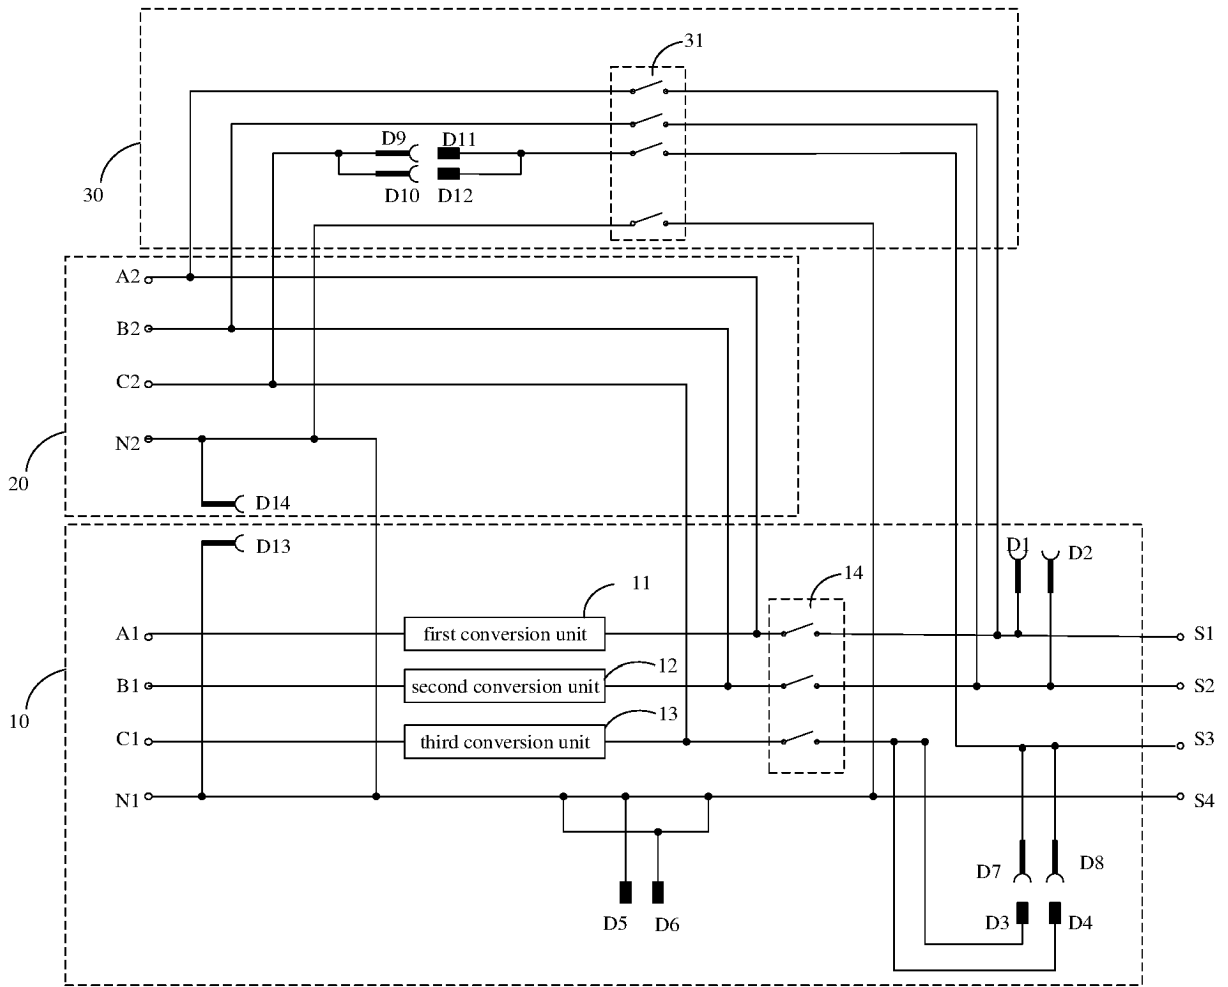 31
D9 D11
D10 D12
30
A2
B2
C2
N2
20
D14
D13
D1 D2
14
11
A1 first conversion unit S1
12
B1 second conversion unit S2
10
13
C1 third conversion unit S3
N1 S4
D7 D8
D5 D6 D3 D4